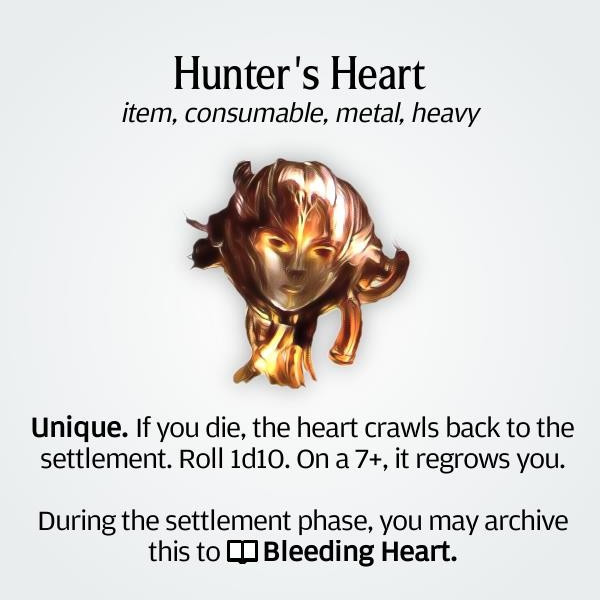 Hunter's Heart
item, consumable, metal, heavy
Unique. If you die, the heart crawls back to the
settlement. Roll 1d10. On a 7+, it regrows you.
During the settlement phase, you may archive
this to Bleeding Heart.